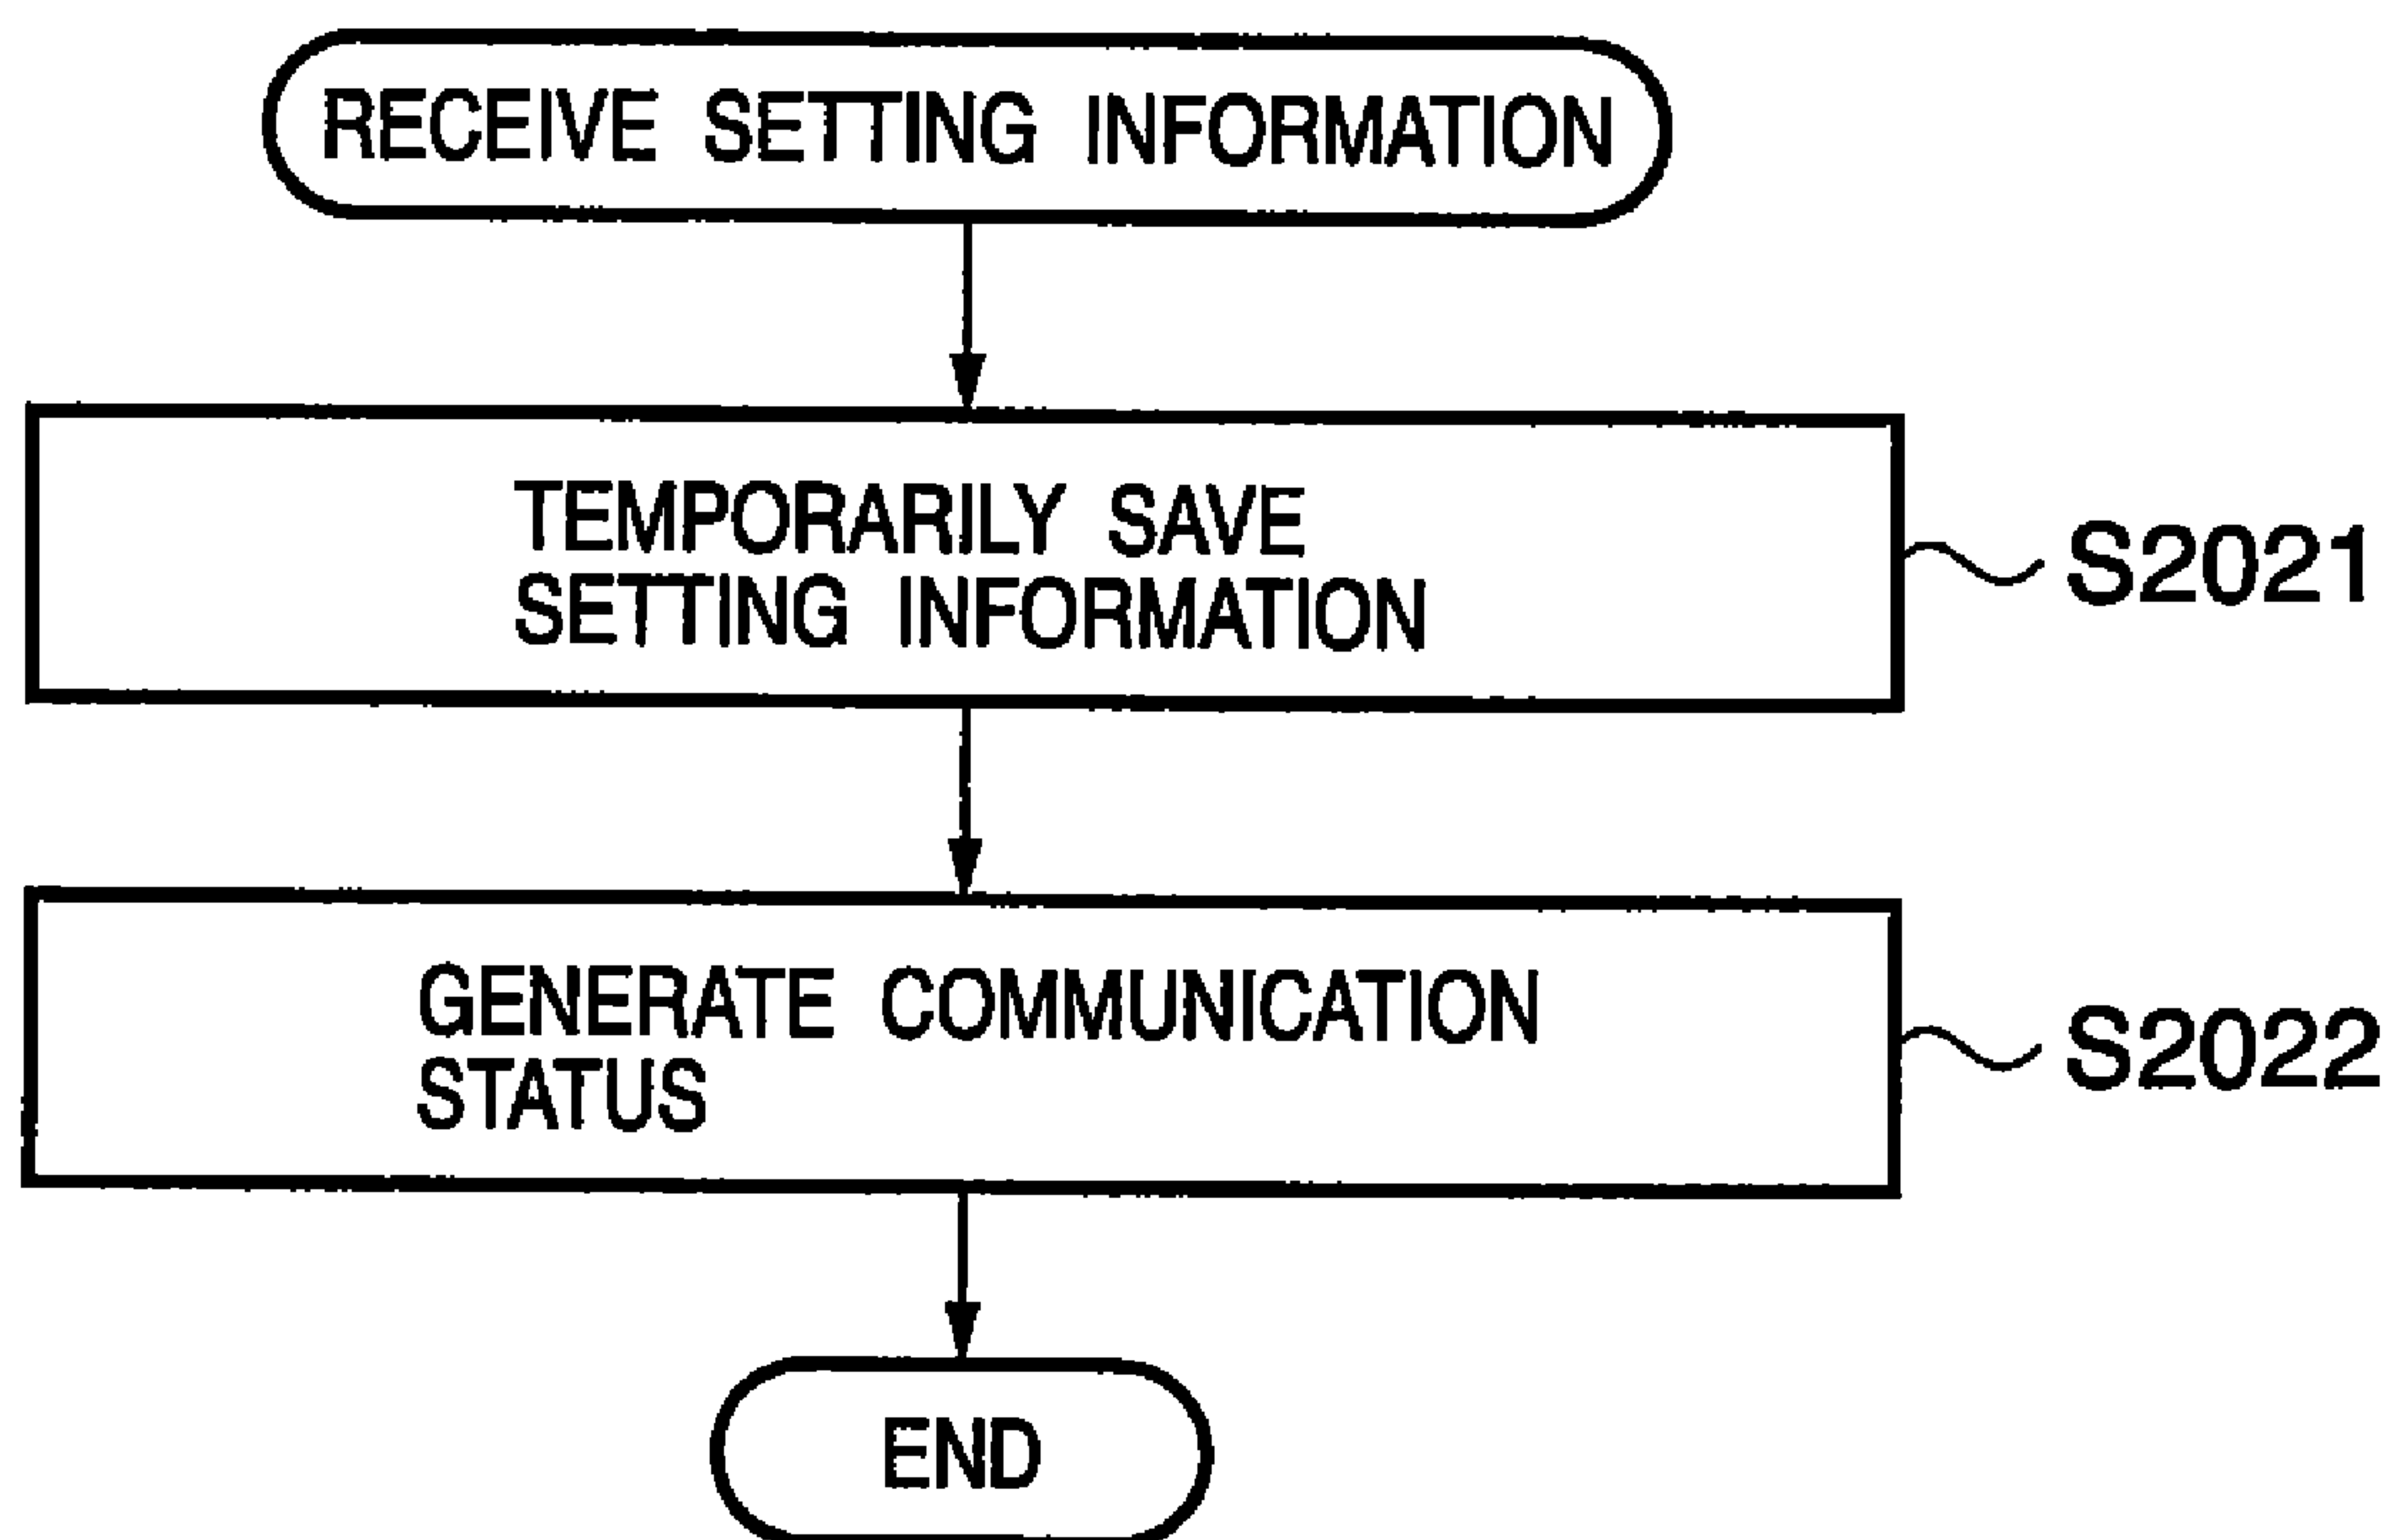 RECEIVE SETTING INFORMATION
TEMPORARILY SAVE
SETTING INFORMATION
S2021
GENERATE COMMUNICATION
STATUS
S2022
END